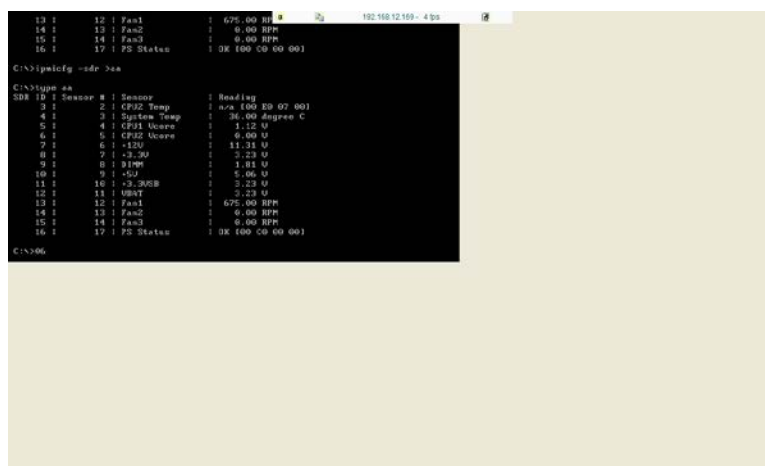 13 | 12 | Fan1 | 675.00 RP
192.168.12.169 - 4 fps
14 | 13 | Fan2 | 0.00 RPM
15 | 14 | Fan3 | 0.00 RPM
16 | 17 | PS Status | OK [00 C0 00 00]
C:\>ipmicfg -sdr >aa
C:\>type aa
SDR ID | Sensor # | Sensor | Reading
3 | 2 | CPU2 Temp | n/a [00 E0 07 00]
4 | 3 | System Temp | 36.00 degree C
5 | 4 | CPU1 Vcore | 1.12 V
6 | 5 | CPU2 Vcore | 0.00 V
7 | 6 | +12V | 11.31 V
8 | 7 | +3.3V | 3.23 V
9 | 8 | DIMM | 1.81 V
10 | 9 | +5V | 5.06 V
11 | 10 | +3.3VSB | 3.23 V
12 | 11 | VBAT | 3.23 V
13 | 12 | Fan1 | 675.00 RPM
14 | 13 | Fan2 | 0.00 RPM
15 | 14 | Fan3 | 0.00 RPM
16 | 17 | PS Status | OK [00 C0 00 00]
C:\>06